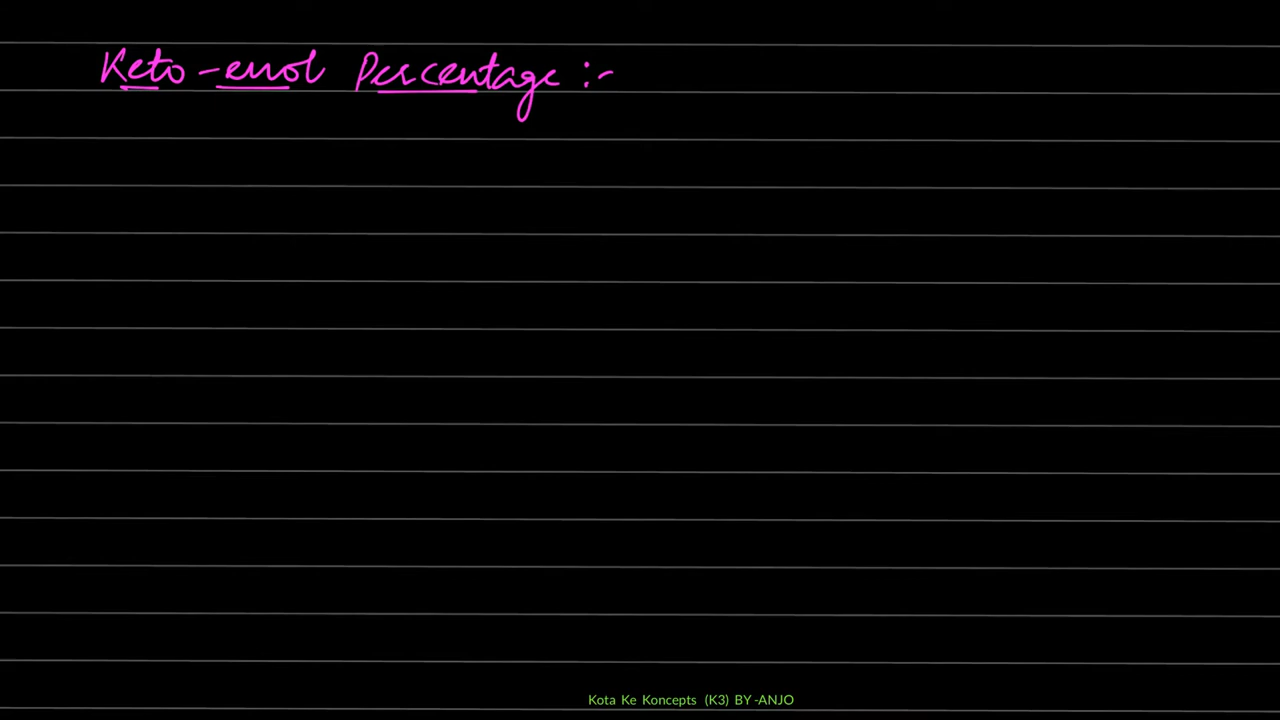 Keto-enol Percentage :-
Kota Ke Koncepts (K3) BY -ANJO